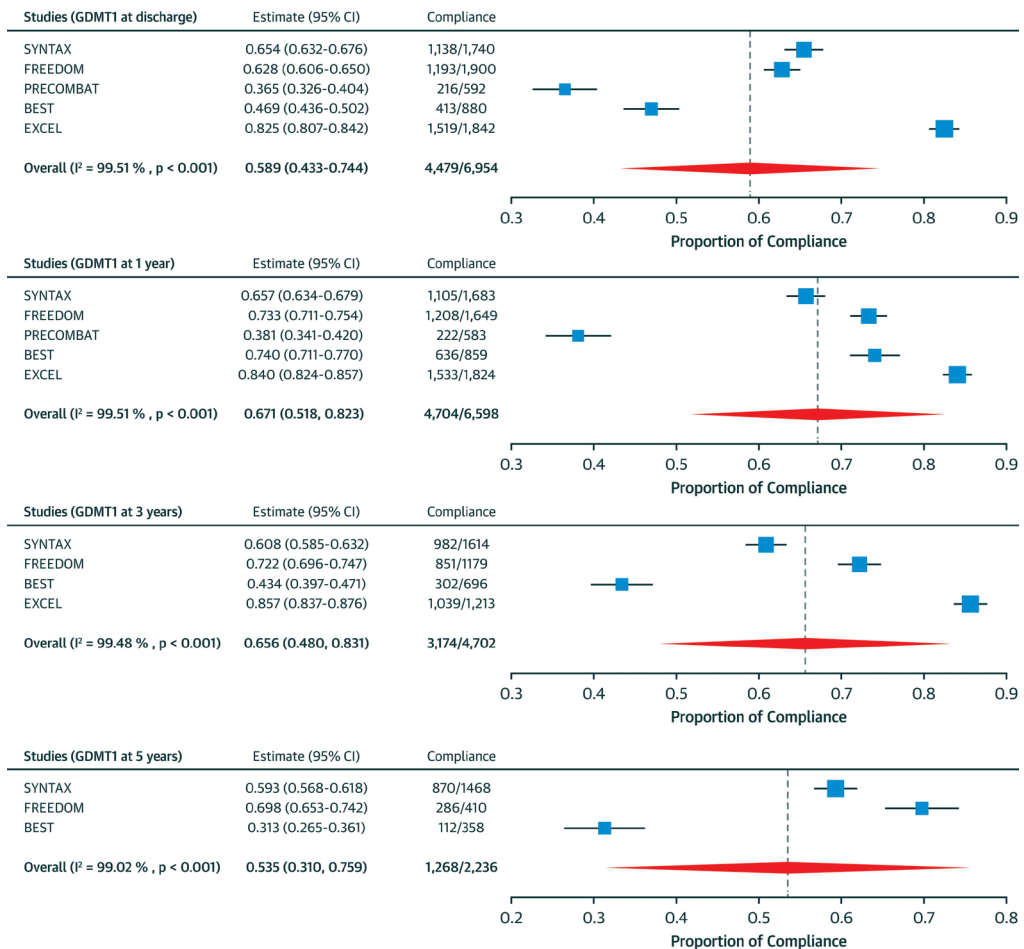 Studies (GDMT1 at discharge) Estimate (95% CI) Compliance
SYNTAX 0.654 (0.632-0.676) 1,138/1,740
FREEDOM 0.628 (0.606-0.650) 1,193/1,900
PRECOMBAT 0.365 (0.326-0.404) 216/592
BEST 0.469 (0.436-0.502) 413/880
EXCEL 0.825 (0.807-0.842) 1,519/1,842
Overall (I² = 99.51 % , p < 0.001) 0.589 (0.433-0.744) 4,479/6,954
0.3 0.4 0.5 0.6 0.7 0.8 0.9
Proportion of Compliance
Studies (GDMT1 at 1 year) Estimate (95% CI) Compliance
SYNTAX 0.657 (0.634-0.679) 1,105/1,683
FREEDOM 0.733 (0.711-0.754) 1,208/1,649
PRECOMBAT 0.381 (0.341-0.420) 222/583
BEST 0.740 (0.711-0.770) 636/859
EXCEL 0.840 (0.824-0.857) 1,533/1,824
Overall (I² = 99.51 % , p < 0.001) 0.671 (0.518, 0.823) 4,704/6,598
0.3 0.4 0.5 0.6 0.7 0.8 0.9
Proportion of Compliance
Studies (GDMT1 at 3 years) Estimate (95% CI) Compliance
SYNTAX 0.608 (0.585-0.632) 982/1614
FREEDOM 0.722 (0.696-0.747) 851/1179
BEST 0.434 (0.397-0.471) 302/696
EXCEL 0.857 (0.837-0.876) 1,039/1,213
Overall (I² = 99.48 % , p < 0.001) 0.656 (0.480, 0.831) 3,174/4,702
0.3 0.4 0.5 0.6 0.7 0.8 0.9
Proportion of Compliance
Studies (GDMT1 at 5 years) Estimate (95% CI) Compliance
SYNTAX 0.593 (0.568-0.618) 870/1468
FREEDOM 0.698 (0.653-0.742) 286/410
BEST 0.313 (0.265-0.361) 112/358
Overall (I² = 99.02 % , p < 0.001) 0.535 (0.310, 0.759) 1,268/2,236
0.2 0.3 0.4 0.5 0.6 0.7 0.8
Proportion of Compliance